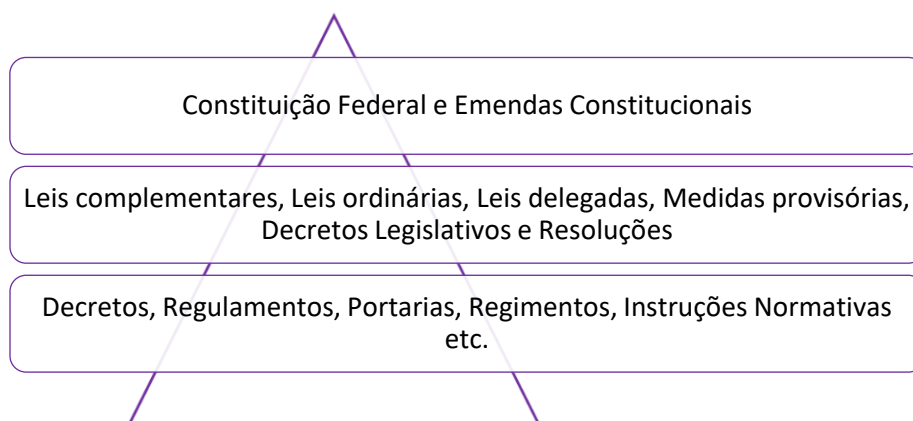 Constituição Federal e Emendas Constitucionais
Leis complementares, Leis ordinárias, Leis delegadas, Medidas provisórias,
Decretos Legislativos e Resoluções
Decretos, Regulamentos, Portarias, Regimentos, Instruções Normativas
etc.